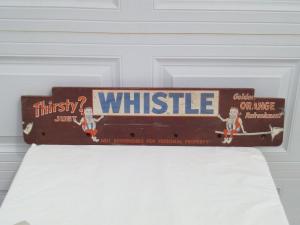 Thirsty?
JUST
WHISTLE
Golden
ORANGE
Refreshment
NOT RESPONSIBLE FOR PERSONAL PROPERTY